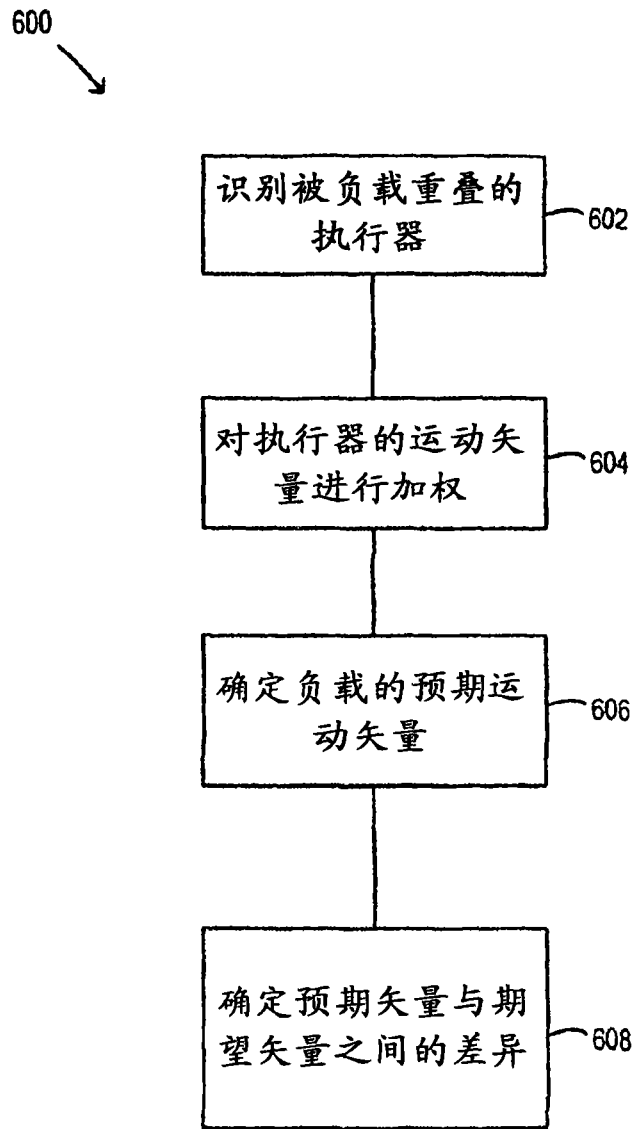 600
识别被负载重叠的
执行器
602
对执行器的运动矢
量进行加权
604
确定负载的预期运
动矢量
606
确定预期矢量与期
望矢量之间的差异
608